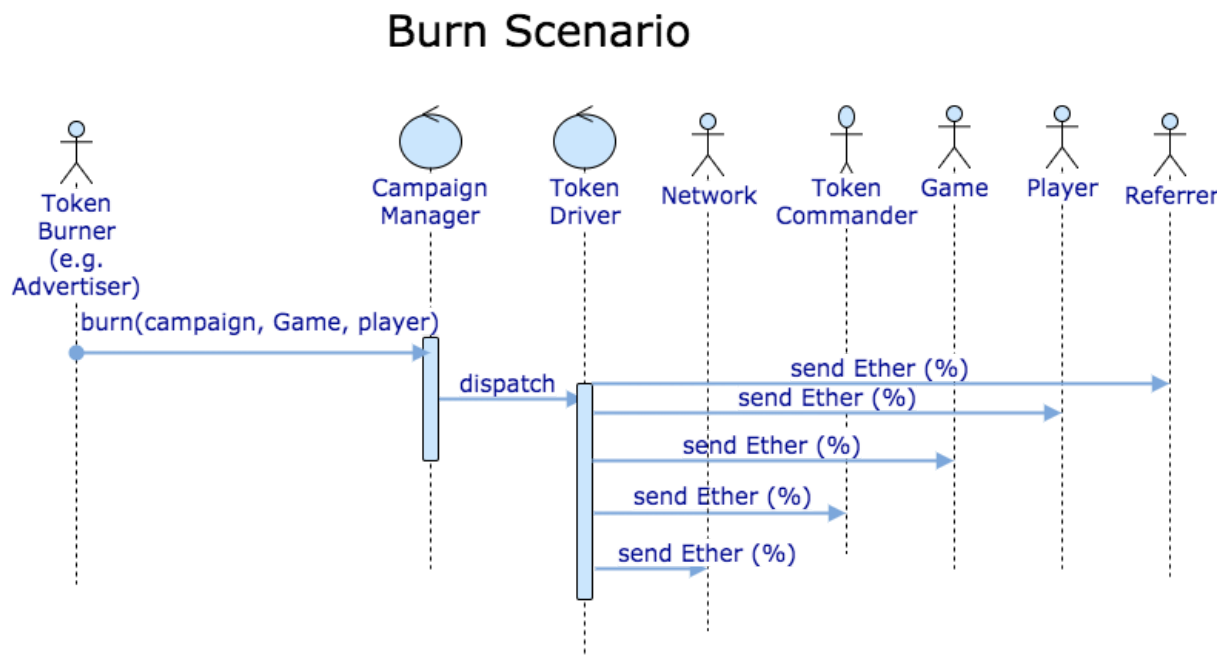 Burn Scenario
Token
Burner
(e.g.
Advertiser)
Campaign
Manager
Token
Driver
Network
Token
Commander
Game
Player
Referrer
burn(campaign, Game, player)
dispatch
send Ether (%)
send Ether (%)
send Ether (%)
send Ether (%)
send Ether (%)